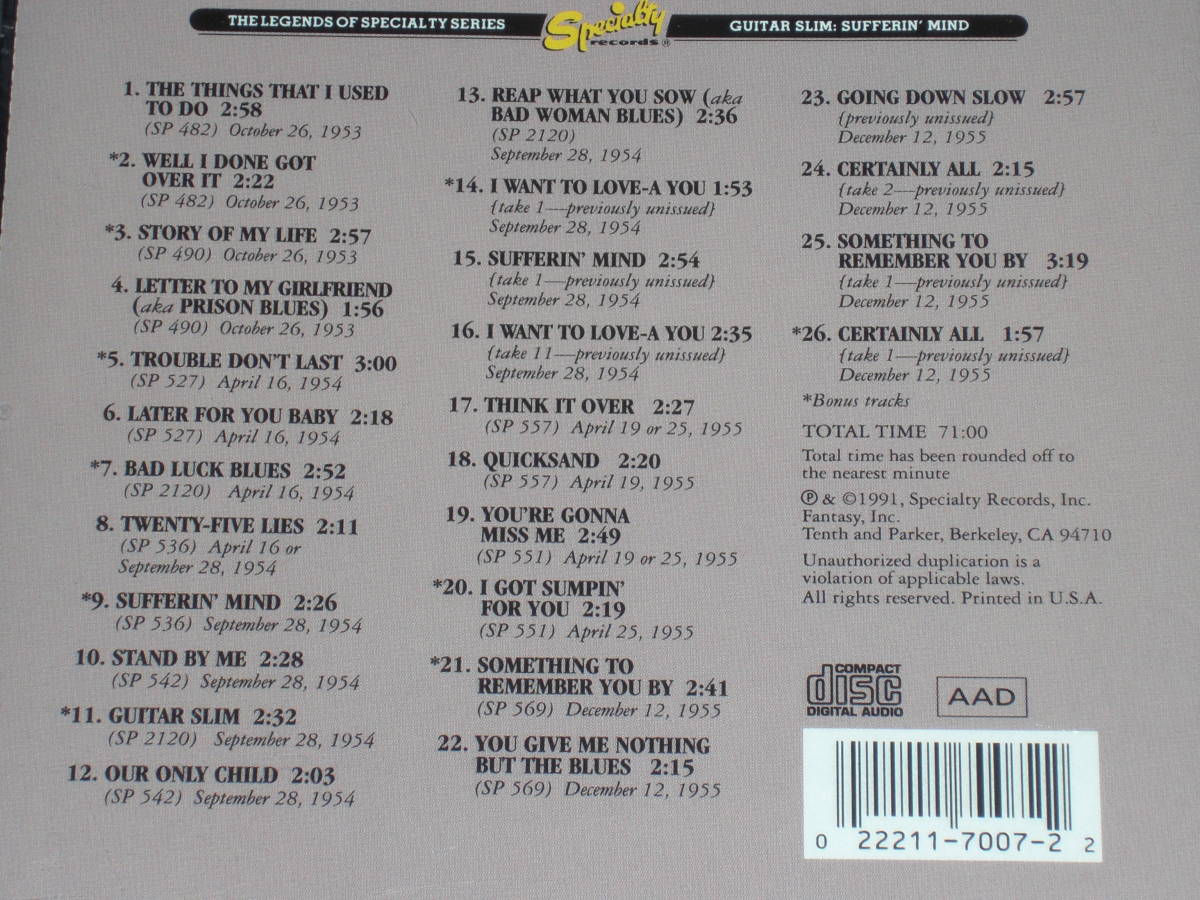 THE LEGENDS OF SPECIALTY SERIES
Specialty
records®
GUITAR SLIM: SUFFERIN' MIND
1. THE THINGS THAT I USED
TO DO 2:58
(SP 482) October 26, 1953
*2. WELL I DONE GOT
OVER IT 2:22
(SP 482) October 26, 1953
*3. STORY OF MY LIFE 2:57
(SP 490) October 26, 1953
4. LETTER TO MY GIRLFRIEND
(aka PRISON BLUES) 1:56
(SP 490) October 26, 1953
*5. TROUBLE DON'T LAST 3:00
(SP 527) April 16, 1954
6. LATER FOR YOU BABY 2:18
(SP 527) April 16, 1954
*7. BAD LUCK BLUES 2:52
(SP 2120) April 16, 1954
8. TWENTY-FIVE LIES 2:11
(SP 536) April 16 or
September 28, 1954
*9. SUFFERIN' MIND 2:26
(SP 536) September 28, 1954
10. STAND BY ME 2:28
(SP 542) September 28, 1954
*11. GUITAR SLIM 2:32
(SP 2120) September 28, 1954
12. OUR ONLY CHILD 2:03
(SP 542) September 28, 1954
13. REAP WHAT YOU SOW (aka
BAD WOMAN BLUES) 2:36
(SP 2120)
September 28, 1954
*14. I WANT TO LOVE-A YOU 1:53
{take 1—previously unissued}
September 28, 1954
15. SUFFERIN' MIND 2:54
{take 1—previously unissued}
September 28, 1954
16. I WANT TO LOVE-A YOU 2:35
{take 11—previously unissued}
September 28, 1954
17. THINK IT OVER 2:27
(SP 557) April 19 or 25, 1955
18. QUICKSAND 2:20
(SP 557) April 19, 1955
19. YOU'RE GONNA
MISS ME 2:49
(SP 551) April 19 or 25, 1955
*20. I GOT SUMPIN'
FOR YOU 2:19
(SP 551) April 25, 1955
*21. SOMETHING TO
REMEMBER YOU BY 2:41
(SP 569) December 12, 1955
22. YOU GIVE ME NOTHING
BUT THE BLUES 2:15
(SP 569) December 12, 1955
23. GOING DOWN SLOW 2:57
{previously unissued}
December 12, 1955
24. CERTAINLY ALL 2:15
{take 2—previously unissued}
December 12, 1955
25. SOMETHING TO
REMEMBER YOU BY 3:19
{take 1—previously unissued}
December 12, 1955
*26. CERTAINLY ALL 1:57
{take 1—previously unissued}
December 12, 1955
*Bonus tracks
TOTAL TIME 71:00
Total time has been rounded off to
the nearest minute
℗ & ©1991, Specialty Records, Inc.
Fantasy, Inc.
Tenth and Parker, Berkeley, CA 94710
Unauthorized duplication is a
violation of applicable laws.
All rights reserved. Printed in U.S.A.
COMPACT
disc
DIGITAL AUDIO
AAD
0 22211-7007-2 2